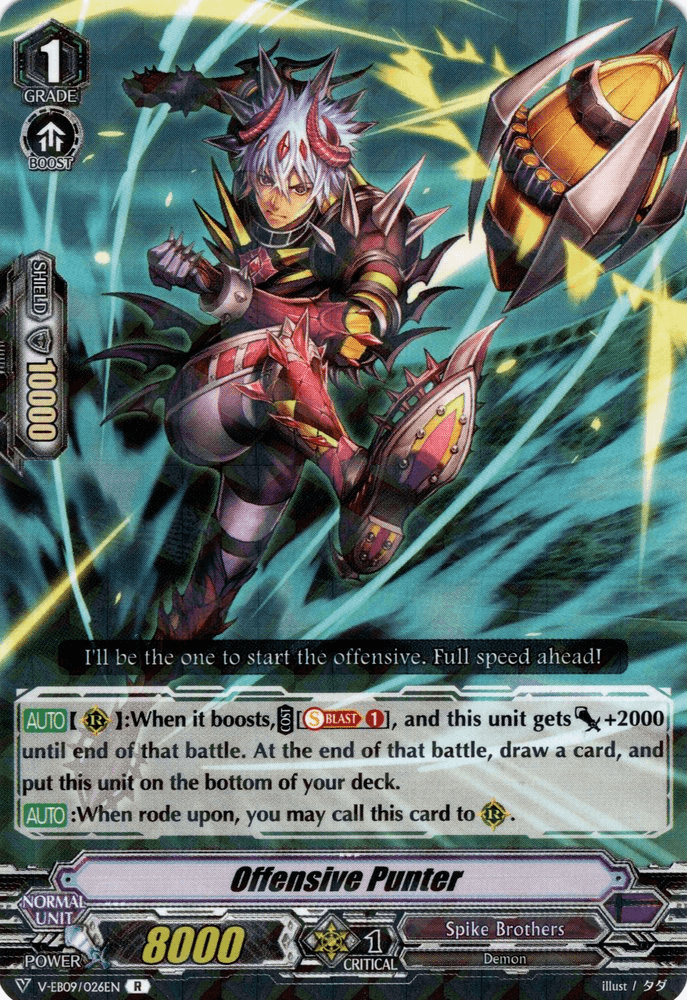 1
GRADE
BOOST
SHIELD
10000
I'll be the one to start the offensive. Full speed ahead!
AUTO【 R 】:When it boosts, COST [S BLAST 1], and this unit gets +2000
until end of that battle. At the end of that battle, draw a card, and
put this unit on the bottom of your deck.
AUTO :When rode upon, you may call this card to R.
Offensive Punter
NORMAL
UNIT
POWER
8000
1
CRITICAL
Spike Brothers
Demon
V-EB09/026EN R
illust / タダ